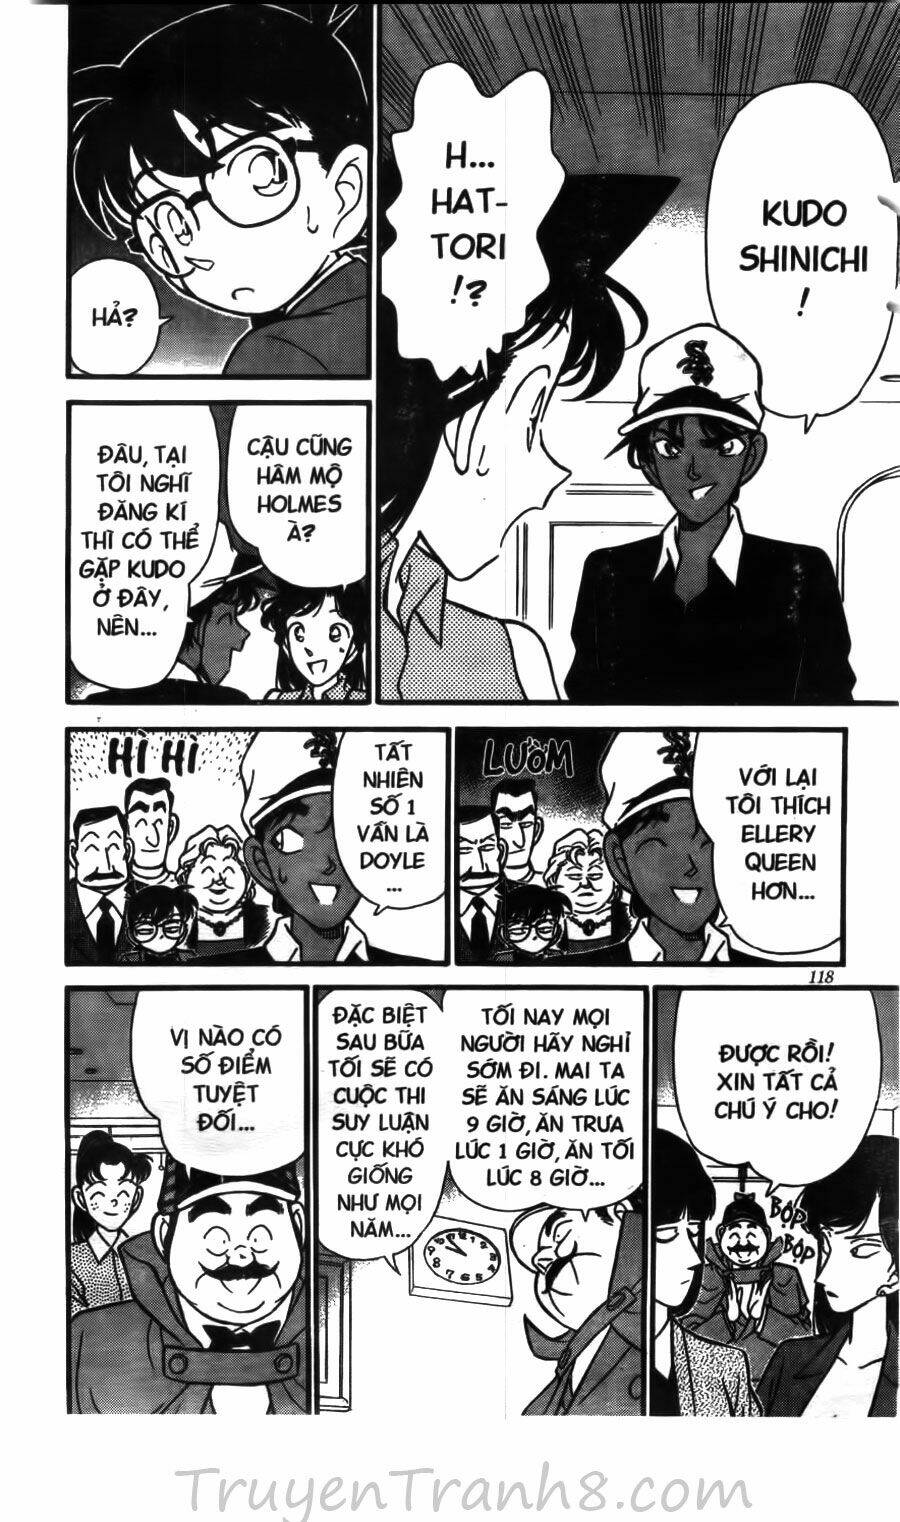 KUDO
SHINICHI
!
H...
HAT-
TORI
!?
HẢ?
CẬU CŨNG
HÂM MỘ
HOLMES
À?
ĐÂU, TẠI
TÔI NGHĨ
ĐĂNG KÍ
THÌ CÓ THỂ
GẶP KUDO
Ở ĐÂY,
NÊN...
VỚI LẠI
TÔI THÍCH
ELLERY
QUEEN
HƠN...
LƯỜM
TẤT
NHIÊN
SỐ 1
VẪN LÀ
DOYLE
...
HÌ HÌ
118
ĐƯỢC RỒI!
XIN TẤT CẢ
CHÚ Ý CHO!
BỘP
BỘP
TỐI NAY MỌI
NGƯỜI HÃY NGHỈ
SỚM ĐI. MAI TA
SẼ ĂN SÁNG LÚC
9 GIỜ, ĂN TRƯA
LÚC 1 GIỜ, ĂN TỐI
LÚC 8 GIỜ...
ĐẶC BIỆT
SAU BỮA
TỐI SẼ CÓ
CUỘC THI
SUY LUẬN
CỰC KHÓ
GIỐNG
NHƯ MỌI
NĂM...
VỊ NÀO CÓ
SỐ ĐIỂM
TUYỆT
ĐỐI...
TruyenTranh8.com